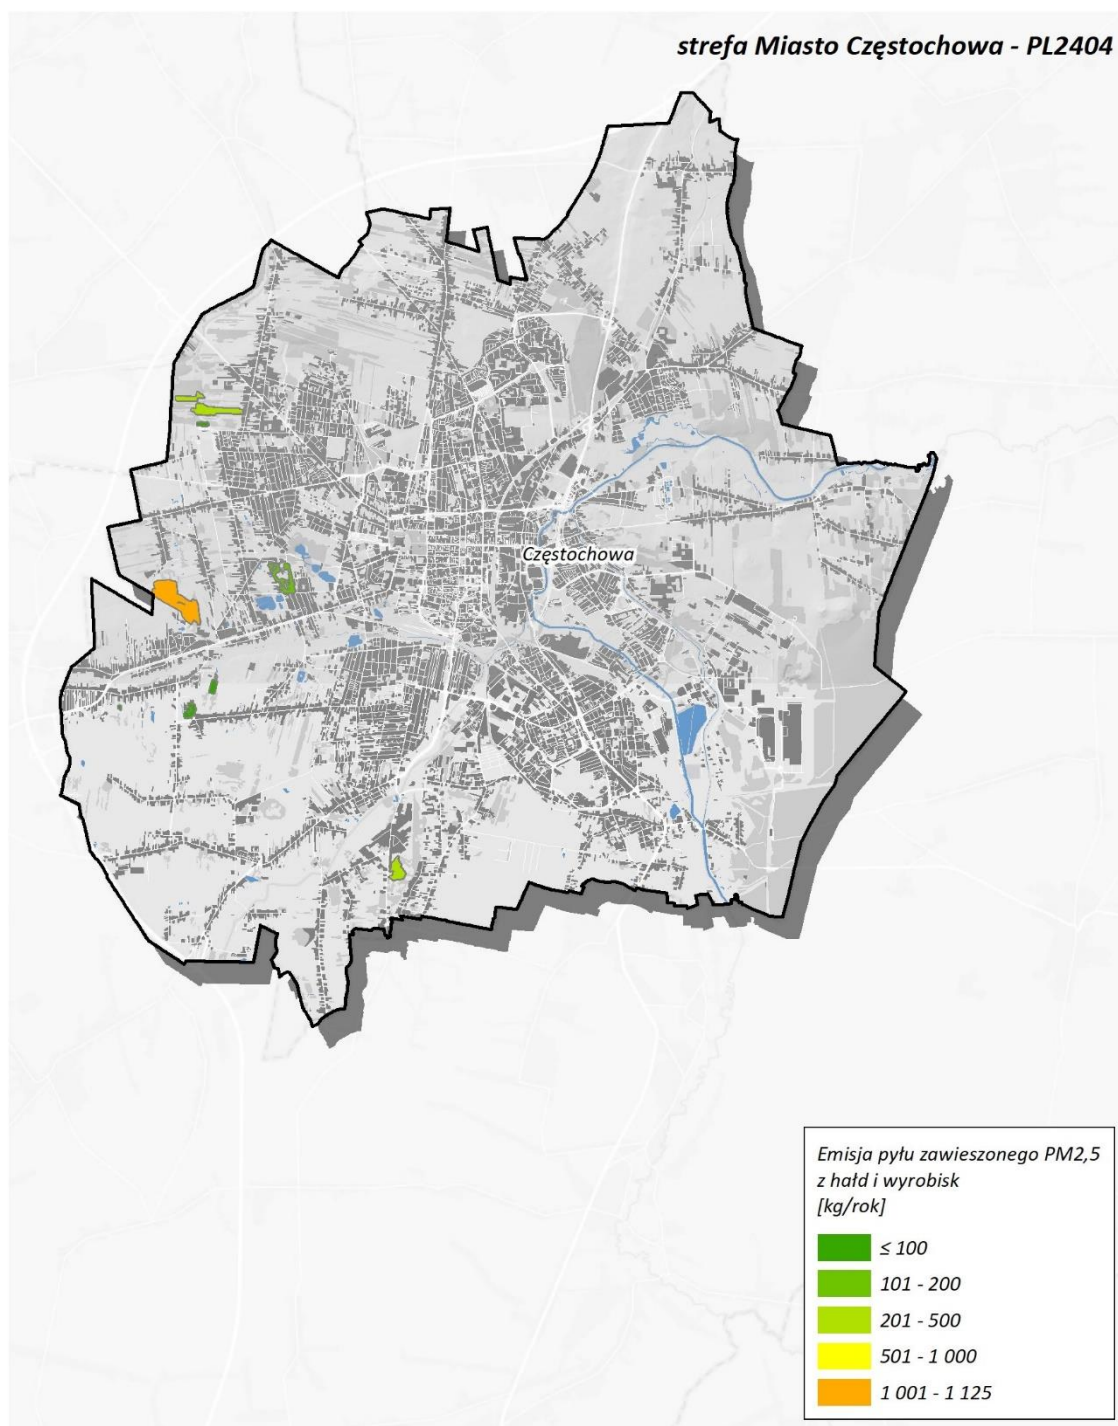 strefa Miasto Częstochowa - PL2404
Częstochowa
Emisja pyłu zawieszonego PM2,5
z hałd i wyrobisk
[kg/rok]
≤ 100
101 - 200
201 - 500
501 - 1 000
1 001 - 1 125